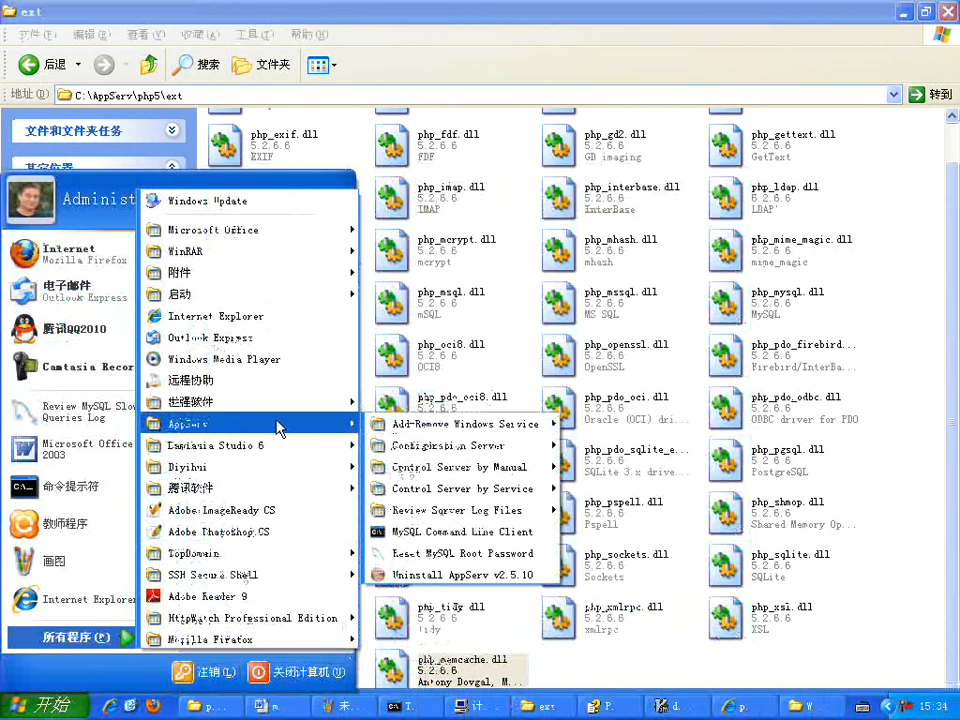 ext
文件(F) 编辑(E) 查看(V) 收藏(A) 工具(T) 帮助(H)
后退 搜索 文件夹
地址(D) C:\AppServ\php5\ext 转到
文件和文件夹任务
其它位置
php_exif.dll
5.2.6.6
EXIF
php_fdf.dll
5.2.6.6
FDF
php_gd2.dll
5.2.6.6
GD imaging
php_gettext.dll
5.2.6.6
GetText
php_imap.dll
5.2.6.6
IMAP
php_interbase.dll
5.2.6.6
InterBase
php_ldap.dll
5.2.6.6
LDAP
php_mcrypt.dll
5.2.6.6
mcrypt
php_mhash.dll
5.2.6.6
mhash
php_mime_magic.dll
5.2.6.6
mime_magic
php_msql.dll
5.2.6.6
mSQL
php_mssql.dll
5.2.6.6
MS SQL
php_mysql.dll
5.2.6.6
MySQL
php_oci8.dll
5.2.6.6
OCI8
php_openssl.dll
5.2.6.6
OpenSSL
php_pdo_firebird...
5.2.6.6
Firebird/InterBa...
php_pdo_oci8.dll
php_pdo_oci.dll
5.2.6.6
Oracle (OCI) dri...
php_pdo_odbc.dll
5.2.6.6
ODBC driver for PDO
php_pdo_sqlite_e...
5.2.6.6
SQLite 3.x drive...
php_pgsql.dll
5.2.6.6
PostgreSQL
php_pspell.dll
5.2.6.6
Pspell
php_shmop.dll
5.2.6.6
Shared Memory Op...
php_sockets.dll
5.2.6.6
Sockets
php_sqlite.dll
5.2.6.6
SQLite
php_tidy.dll
5.2.6.6
tidy
php_xmlrpc.dll
5.2.6.6
xmlrpc
php_xsl.dll
5.2.6.6
XSL
php_memcache.dll
5.2.6.6
Antony Dovgal, M...
Administ
Internet
Mozilla Firefox
电子邮件
Outlook Express
腾讯QQ2010
Camtasia Recor
Review MySQL Slo
Queries Log
Microsoft Office
2003
命令提示符
教师程序
画图
Internet Explorer
所有程序(P)
Windows Update
Microsoft Office
WinRAR
附件
启动
Internet Explorer
Outlook Express
Windows Media Player
远程协助
AppServ
Camtasia Studio 6
腾讯软件
Adobe ImageReady CS
Adobe Photoshop CS
TopDomain
SSH Secure Shell
Adobe Reader 9
HttpWatch Professional Edition
Mozilla Firefox
Add-Remove Windows Service
Configuration Server
Control Server by Manual
Control Server by Service
Review Server Log Files
MySQL Command Line Client
Reset MySQL Root Password
Uninstall AppServ v2.5.10
注销(L) 关闭计算机(U)
开始 p... m... 未... T. 计... ext P. d... p. W... 15:34